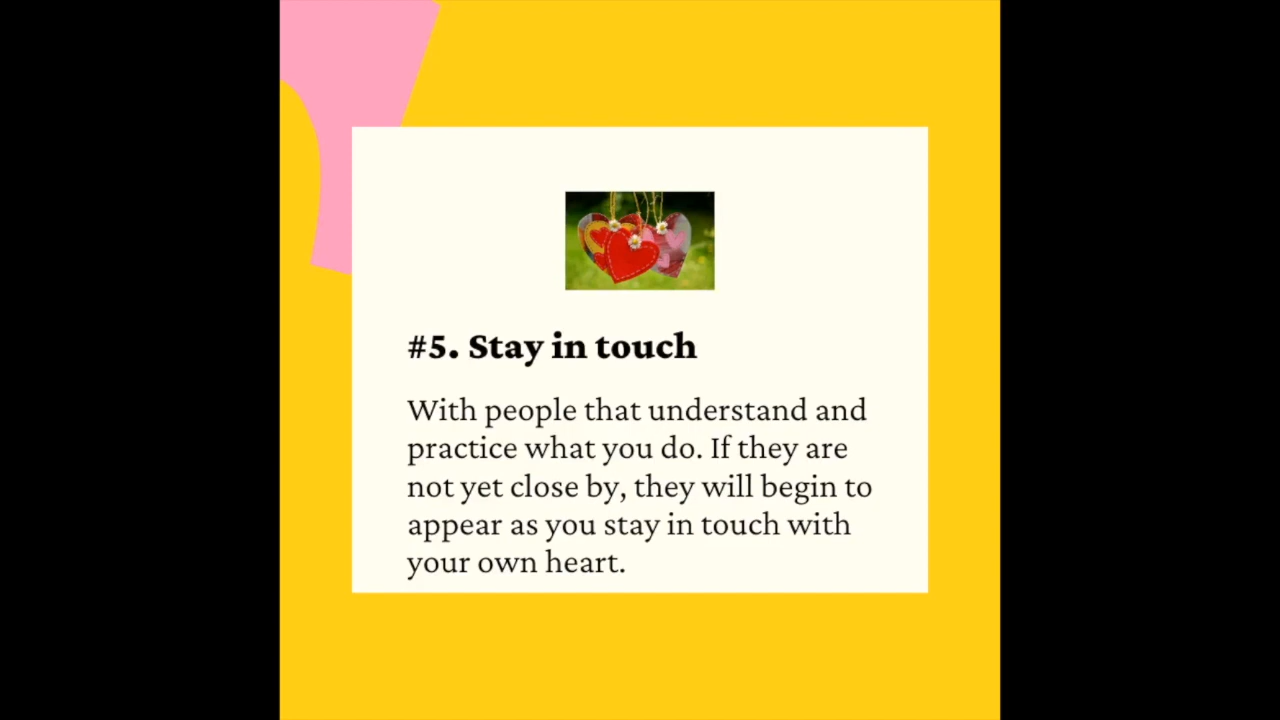 #5. Stay in touch
With people that understand and
practice what you do. If they are
not yet close by, they will begin to
appear as you stay in touch with
your own heart.